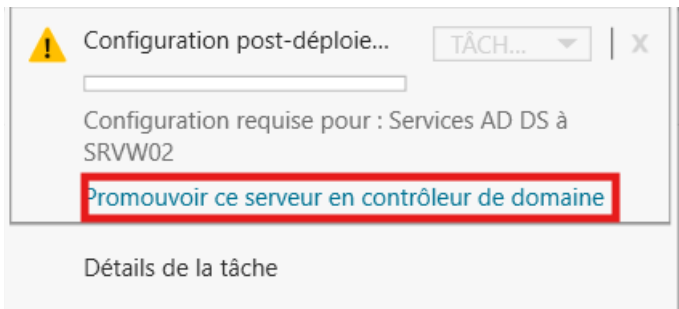 Configuration post-déploie...
TÂCH...
X
Configuration requise pour : Services AD DS à
SRVW02
Promouvoir ce serveur en contrôleur de domaine
Détails de la tâche